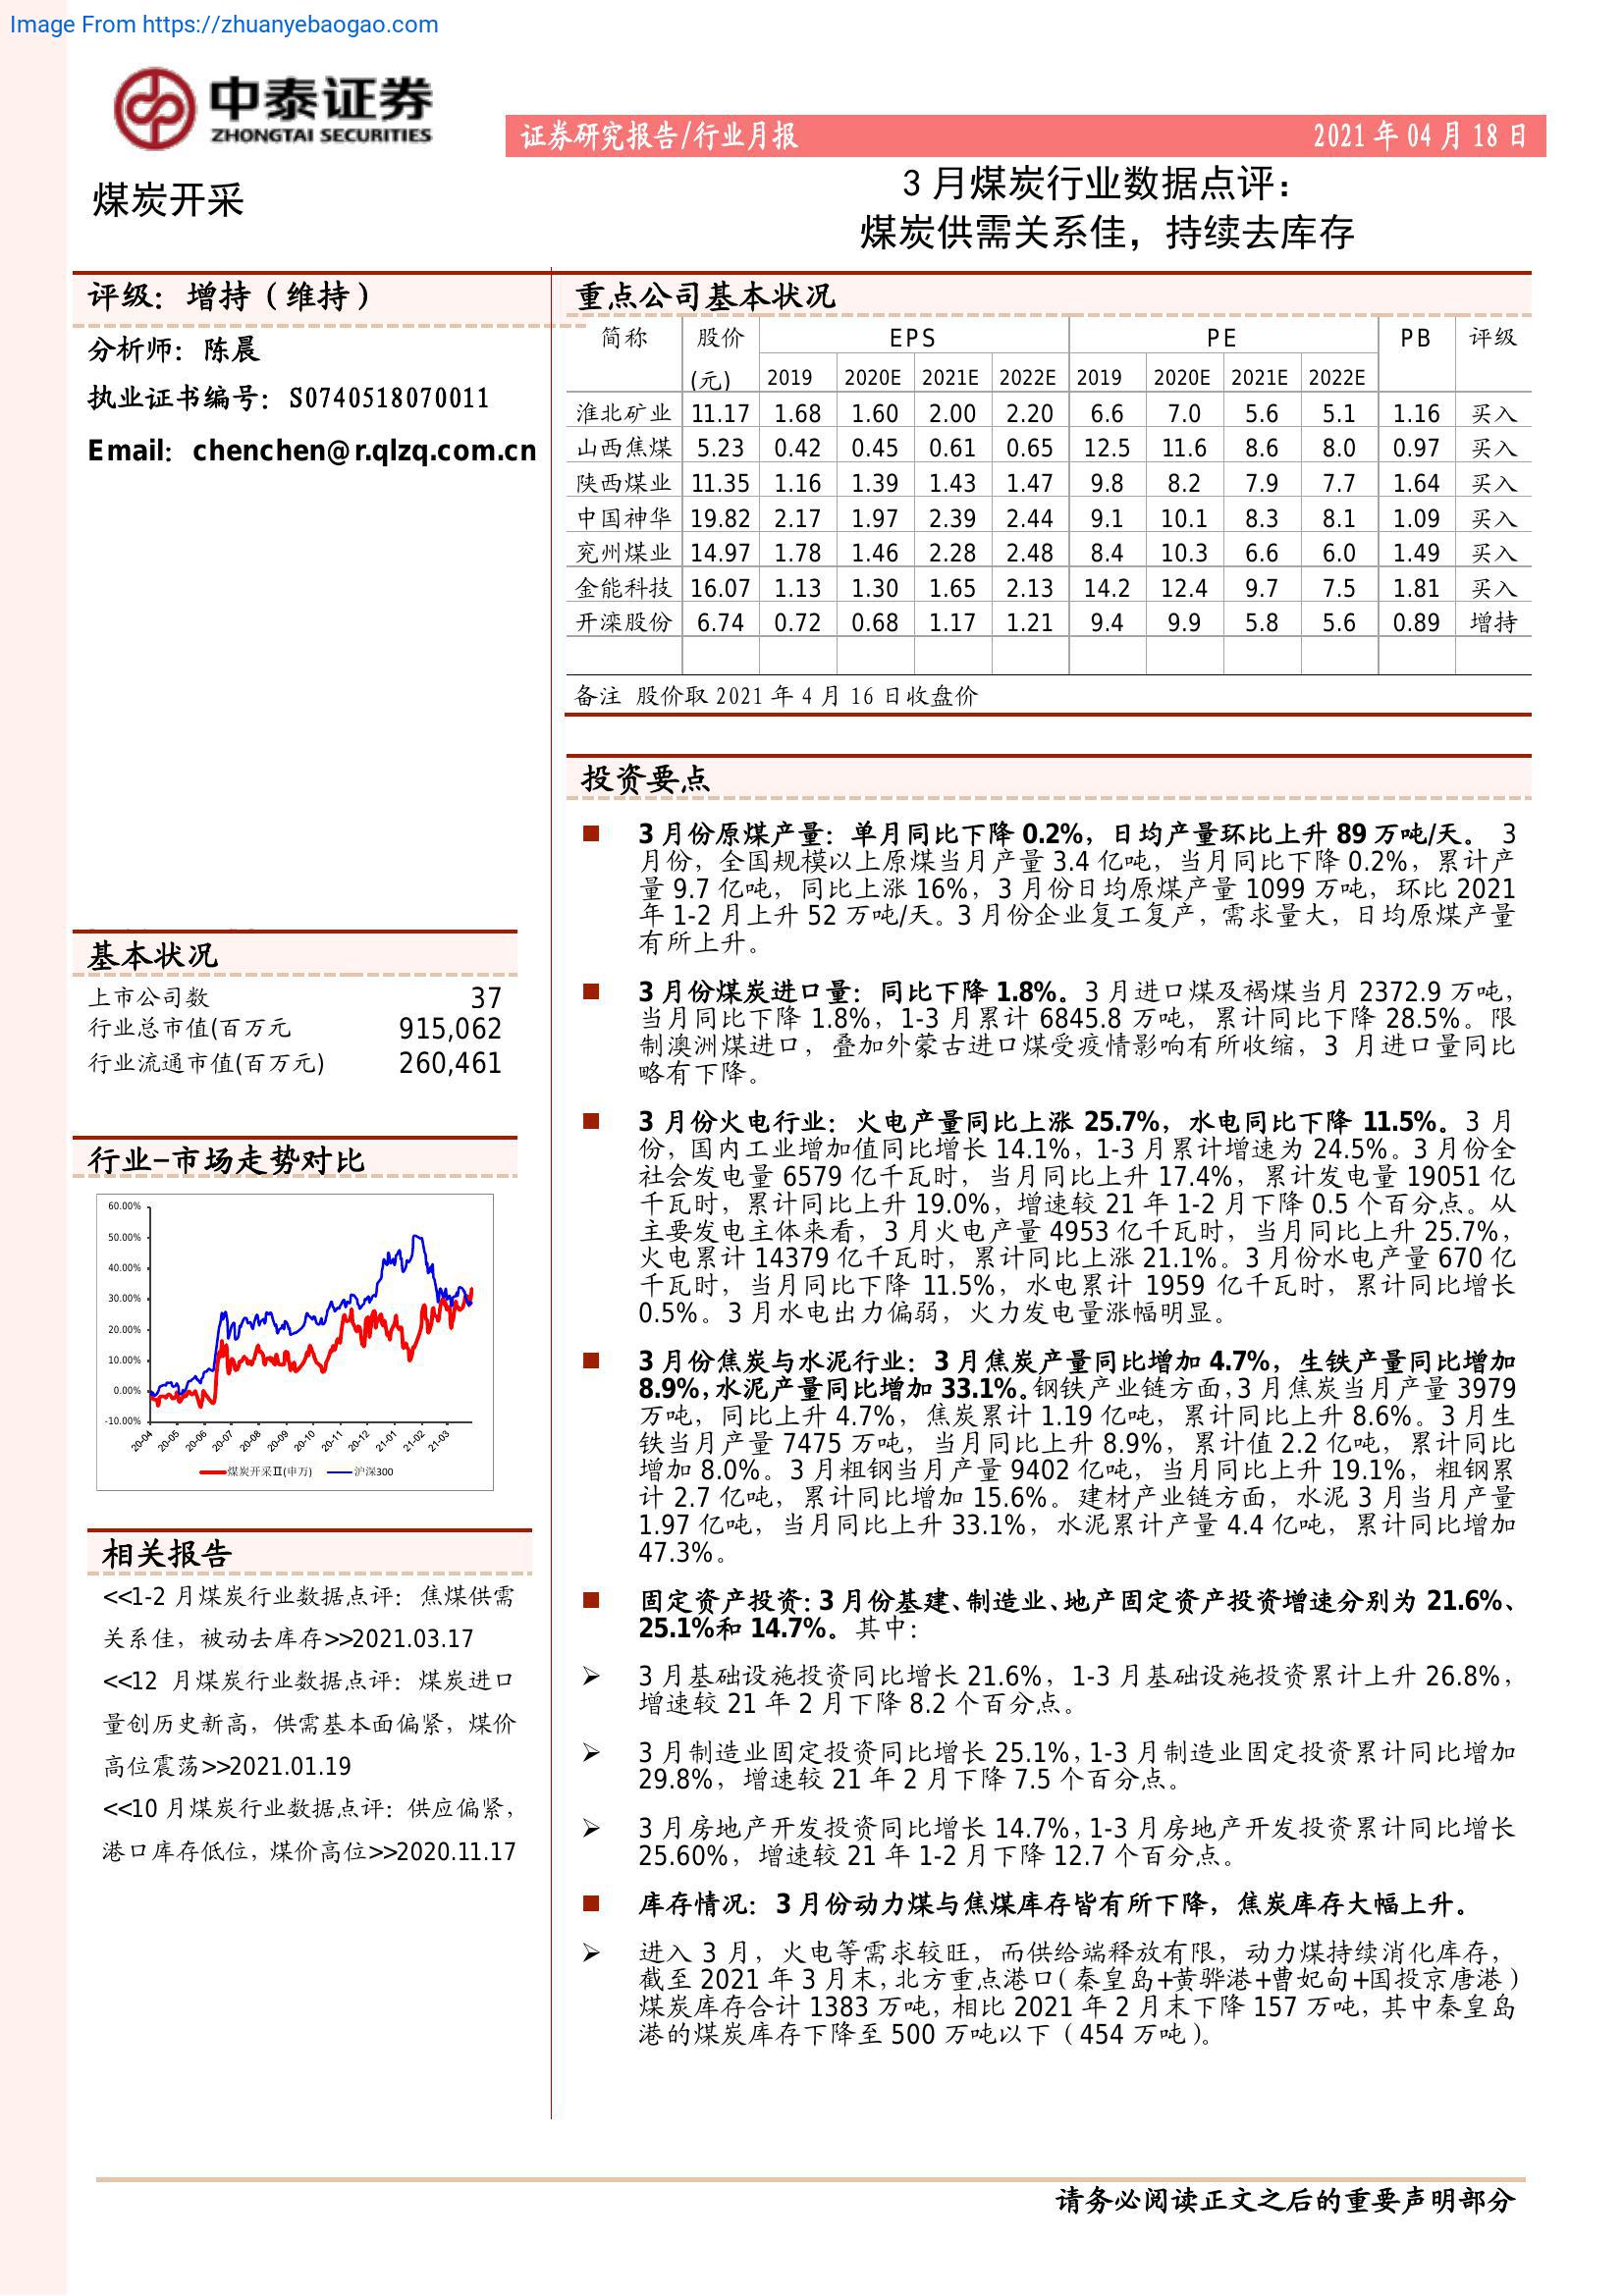 Image From https://zhuanyebaogao.com
中泰证券
ZHONGTAI SECURITIES
证券研究报告/行业月报
2021 年 04 月 18 日
煤炭开采
3 月煤炭行业数据点评：
煤炭供需关系佳，持续去库存
评级：增持（维持）
分析师：陈晨
执业证书编号：S0740518070011
Email：chenchen@r.qlzq.com.cn
基本状况
上市公司数 37
行业总市值(百万元 915,062
行业流通市值(百万元) 260,461
行业-市场走势对比
60.00%
50.00%
40.00%
30.00%
20.00%
10.00%
0.00%
-10.00%
20-04 20-05 20-06 20-07 20-08 20-09 20-10 20-11 20-12 21-01 21-02 21-03
煤炭开采II(申万) 沪深300
相关报告
<<1-2 月煤炭行业数据点评：焦煤供需
关系佳，被动去库存>>2021.03.17
<<12 月煤炭行业数据点评：煤炭进口
量创历史新高，供需基本面偏紧，煤价
高位震荡>>2021.01.19
<<10 月煤炭行业数据点评：供应偏紧，
港口库存低位，煤价高位>>2020.11.17
重点公司基本状况
简称 股价 EPS PE PB 评级
(元) 2019 2020E 2021E 2022E 2019 2020E 2021E 2022E
淮北矿业 11.17 1.68 1.60 2.00 2.20 6.6 7.0 5.6 5.1 1.16 买入
山西焦煤 5.23 0.42 0.45 0.61 0.65 12.5 11.6 8.6 8.0 0.97 买入
陕西煤业 11.35 1.16 1.39 1.43 1.47 9.8 8.2 7.9 7.7 1.64 买入
中国神华 19.82 2.17 1.97 2.39 2.44 9.1 10.1 8.3 8.1 1.09 买入
兖州煤业 14.97 1.78 1.46 2.28 2.48 8.4 10.3 6.6 6.0 1.49 买入
金能科技 16.07 1.13 1.30 1.65 2.13 14.2 12.4 9.7 7.5 1.81 买入
开滦股份 6.74 0.72 0.68 1.17 1.21 9.4 9.9 5.8 5.6 0.89 增持
备注 股价取 2021 年 4 月 16 日收盘价
投资要点
■ 3 月份原煤产量：单月同比下降 0.2%，日均产量环比上升 89 万吨/天。 3
月份，全国规模以上原煤当月产量 3.4 亿吨，当月同比下降 0.2%，累计产
量 9.7 亿吨，同比上涨 16%，3 月份日均原煤产量 1099 万吨，环比 2021
年 1-2 月上升 52 万吨/天。3 月份企业复工复产，需求量大，日均原煤产量
有所上升。
■ 3 月份煤炭进口量：同比下降 1.8%。3 月进口煤及褐煤当月 2372.9 万吨，
当月同比下降 1.8%，1-3 月累计 6845.8 万吨，累计同比下降 28.5%。限
制澳洲煤进口，叠加外蒙古进口煤受疫情影响有所收缩，3 月进口量同比
略有下降。
■ 3 月份火电行业：火电产量同比上涨 25.7%，水电同比下降 11.5%。3 月
份，国内工业增加值同比增长 14.1%，1-3 月累计增速为 24.5%。3 月份全
社会发电量 6579 亿千瓦时，当月同比上升 17.4%，累计发电量 19051 亿
千瓦时，累计同比上升 19.0%，增速较 21 年 1-2 月下降 0.5 个百分点。从
主要发电主体来看，3 月火电产量 4953 亿千瓦时，当月同比上升 25.7%，
火电累计 14379 亿千瓦时，累计同比上涨 21.1%。3 月份水电产量 670 亿
千瓦时，当月同比下降 11.5%，水电累计 1959 亿千瓦时，累计同比增长
0.5%。3 月水电出力偏弱，火力发电量涨幅明显。
■ 3 月份焦炭与水泥行业：3 月焦炭产量同比增加 4.7%，生铁产量同比增加
8.9%，水泥产量同比增加 33.1%。钢铁产业链方面，3 月焦炭当月产量 3979
万吨，同比上升 4.7%，焦炭累计 1.19 亿吨，累计同比上升 8.6%。3 月生
铁当月产量 7475 万吨，当月同比上升 8.9%，累计值 2.2 亿吨，累计同比
增加 8.0%。3 月粗钢当月产量 9402 亿吨，当月同比上升 19.1%，粗钢累
计 2.7 亿吨，累计同比增加 15.6%。建材产业链方面，水泥 3 月当月产量
1.97 亿吨，当月同比上升 33.1%，水泥累计产量 4.4 亿吨，累计同比增加
47.3%。
■ 固定资产投资：3 月份基建、制造业、地产固定资产投资增速分别为 21.6%、
25.1%和 14.7%。其中：
➢ 3 月基础设施投资同比增长 21.6%，1-3 月基础设施投资累计上升 26.8%，
增速较 21 年 2 月下降 8.2 个百分点。
➢ 3 月制造业固定投资同比增长 25.1%，1-3 月制造业固定投资累计同比增加
29.8%，增速较 21 年 2 月下降 7.5 个百分点。
➢ 3 月房地产开发投资同比增长 14.7%，1-3 月房地产开发投资累计同比增长
25.60%，增速较 21 年 1-2 月下降 12.7 个百分点。
■ 库存情况：3 月份动力煤与焦煤库存皆有所下降，焦炭库存大幅上升。
➢ 进入 3 月，火电等需求较旺，而供给端释放有限，动力煤持续消化库存，
截至 2021 年 3 月末，北方重点港口（秦皇岛+黄骅港+曹妃甸+国投京唐港）
煤炭库存合计 1383 万吨，相比 2021 年 2 月末下降 157 万吨，其中秦皇岛
港的煤炭库存下降至 500 万吨以下（454 万吨）。
请务必阅读正文之后的重要声明部分